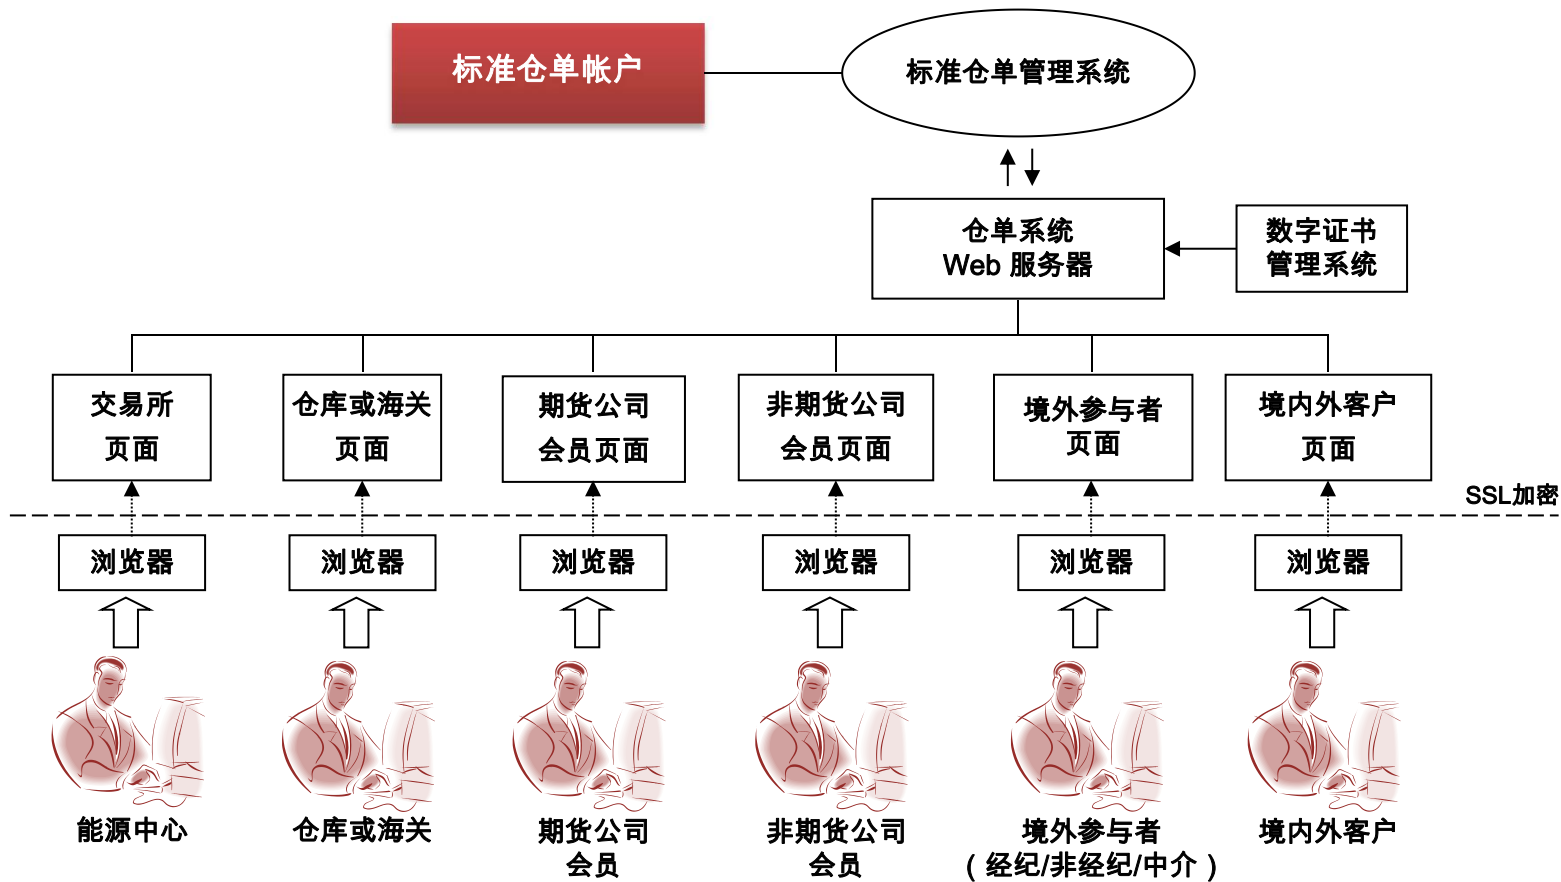 标准仓单帐户
标准仓单管理系统
仓单系统
Web 服务器
数字证书
管理系统
交易所
页面
仓库或海关
页面
期货公司
会员页面
非期货公司
会员页面
境外参与者
页面
境内外客户
页面
SSL加密
浏览器
浏览器
浏览器
浏览器
浏览器
浏览器
能源中心
仓库或海关
期货公司
会员
非期货公司
会员
境外参与者
（经纪/非经纪/中介）
境内外客户